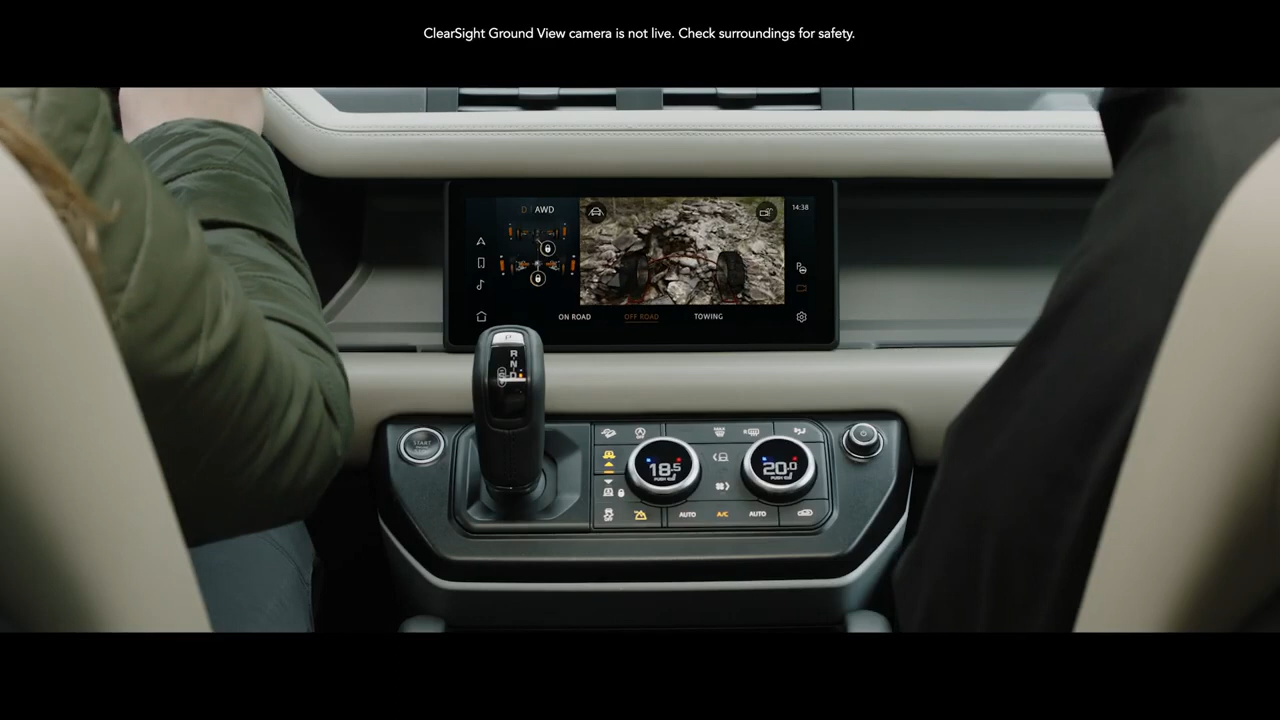 ClearSight Ground View camera is not live. Check surroundings for safety.
D | AWD
14:38
ON ROAD OFF ROAD TOWING
P
R
N
D
START
18.5
20.0
AUTO A/C AUTO